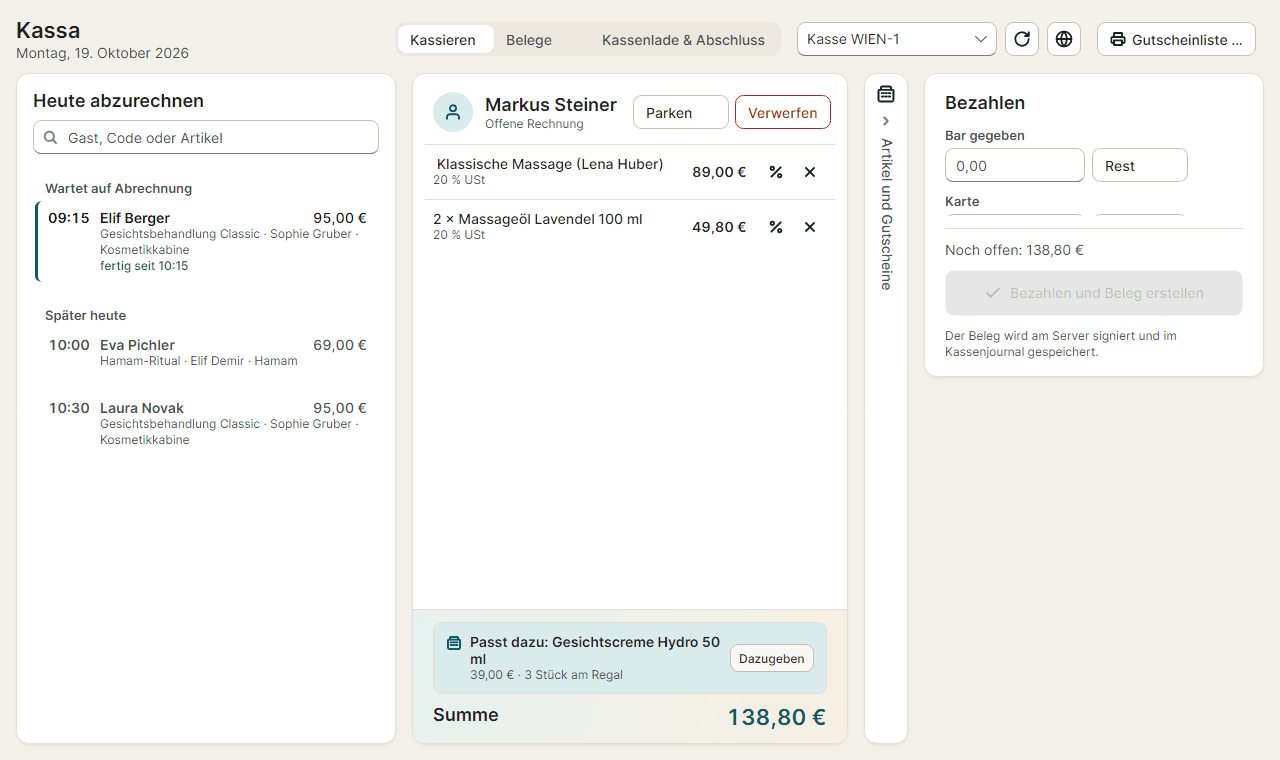 Kassa
Montag, 19. Oktober 2026
Kassieren
Belege
Kassenlade & Abschluss
Kasse WIEN-1
Gutscheinliste ...
Heute abzurechnen
Gast, Code oder Artikel
Wartet auf Abrechnung
09:15 Elif Berger 95,00 €
Gesichtsbehandlung Classic · Sophie Gruber ·
Kosmetikkabine
fertig seit 10:15
Später heute
10:00 Eva Pichler 69,00 €
Hamam-Ritual · Elif Demir · Hamam
10:30 Laura Novak 95,00 €
Gesichtsbehandlung Classic · Sophie Gruber ·
Kosmetikkabine
Markus Steiner
Offene Rechnung
Parken
Verwerfen
Klassische Massage (Lena Huber) 89,00 €
20 % USt
2 × Massageöl Lavendel 100 ml 49,80 €
20 % USt
Passt dazu: Gesichtscreme Hydro 50
ml
39,00 € · 3 Stück am Regal
Dazugeben
Summe 138,80 €
Artikel und Gutscheine
Bezahlen
Bar gegeben
0,00
Rest
Karte
Noch offen: 138,80 €
Bezahlen und Beleg erstellen
Der Beleg wird am Server signiert und im
Kassenjournal gespeichert.